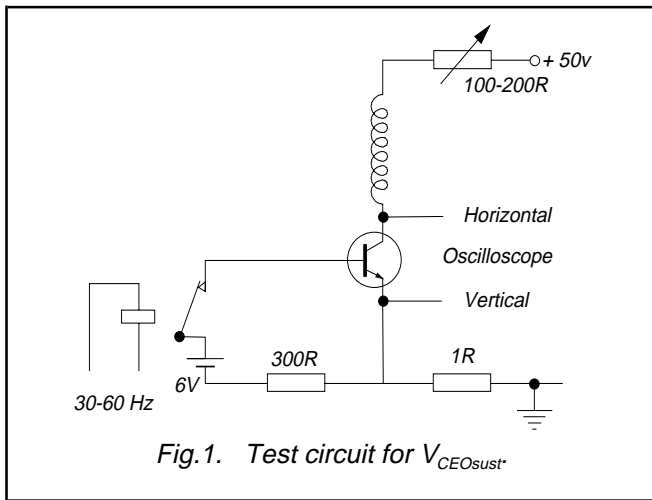 + 50v
100-200R
Horizontal
Oscilloscope
Vertical
300R
1R
6V
30-60 Hz
Fig.1. Test circuit for VCEOsust.